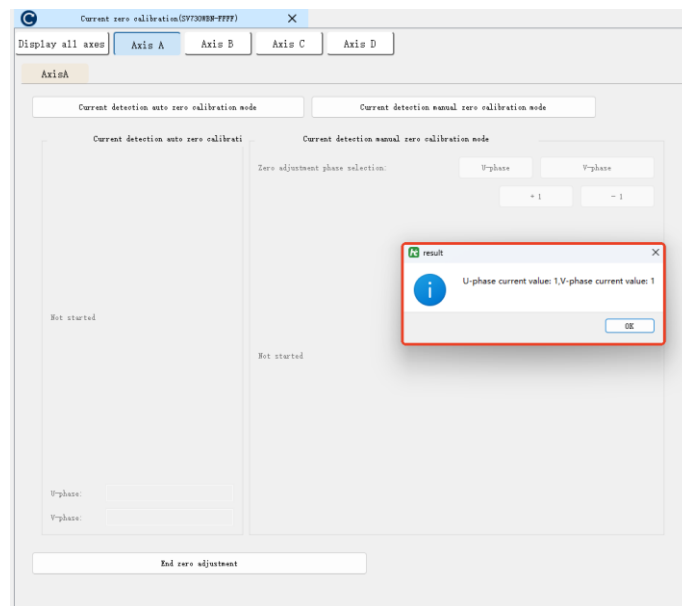 Current zero calibration(SV730WBN-FFFF)
Display all axes Axis A Axis B Axis C Axis D
AxisA
Current detection auto zero calibration mode Current detection manual zero calibration mode
Current detection auto zero calibrati Current detection manual zero calibration mode
Zero adjustment phase selection: U-phase V-phase
+ 1 - 1
result
U-phase current value: 1,V-phase current value: 1
OK
Not started
Not started
U-phase:
V-phase:
End zero adjustment